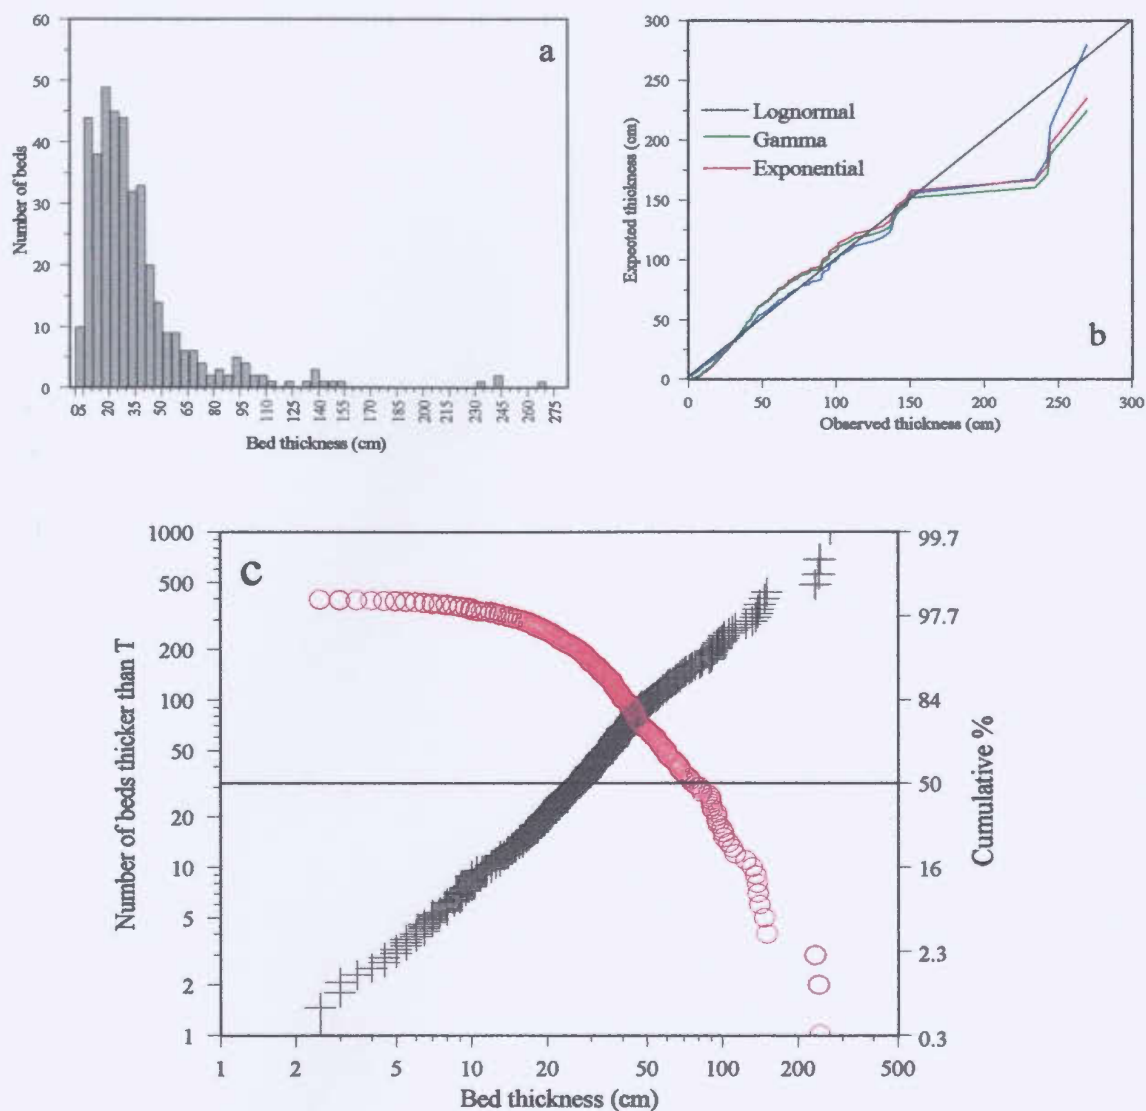 60
50
40
30
20
10
0
Number of beds
a
05 20 35 50 65 80 95 110 125 140 155 170 185 200 215 230 245 260 275
Bed thickness (cm)
300
250
200
150
100
50
0
Expected thickness (cm)
Lognormal
Gamma
Exponential
b
0 50 100 150 200 250 300
Observed thickness (cm)
1000
500
200
100
50
20
10
5
2
1
Number of beds thicker than T
c
99.7
97.7
84
50
16
2.3
0.3
Cumulative %
1 2 5 10 20 50 100 200 500
Bed thickness (cm)